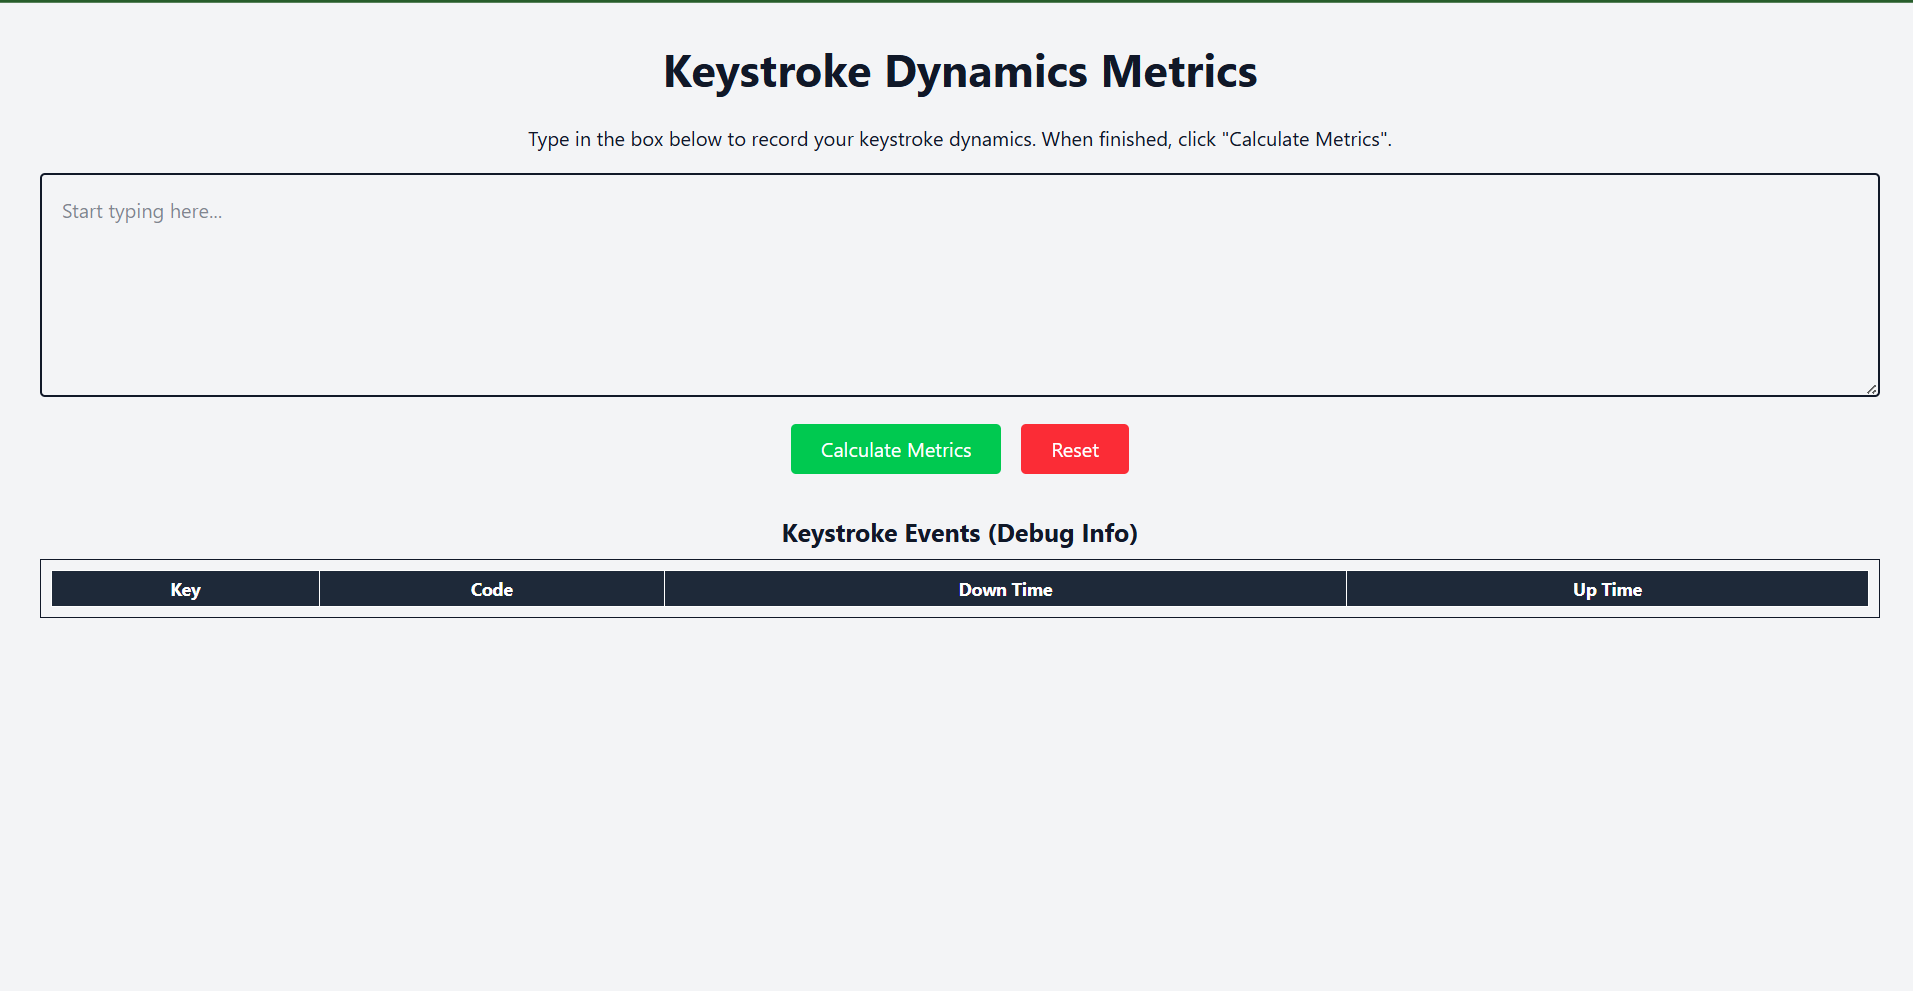 Keystroke Dynamics Metrics
Type in the box below to record your keystroke dynamics. When finished, click "Calculate Metrics".
Start typing here...
Calculate Metrics Reset
Keystroke Events (Debug Info)
Key Code Down Time Up Time